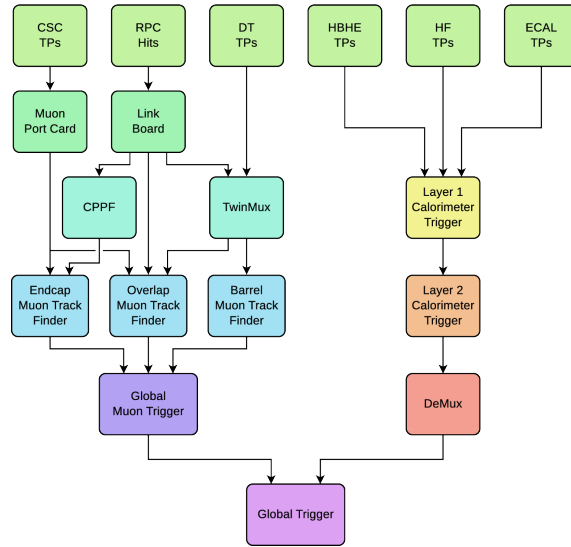 CSC
TPs
RPC
Hits
DT
TPs
HBHE
TPs
HF
TPs
ECAL
TPs
Muon
Port Card
Link
Board
CPPF
TwinMux
Layer 1
Calorimeter
Trigger
Endcap
Muon Track
Finder
Overlap
Muon Track
Finder
Barrel
Muon Track
Finder
Layer 2
Calorimeter
Trigger
Global
Muon Trigger
DeMux
Global Trigger